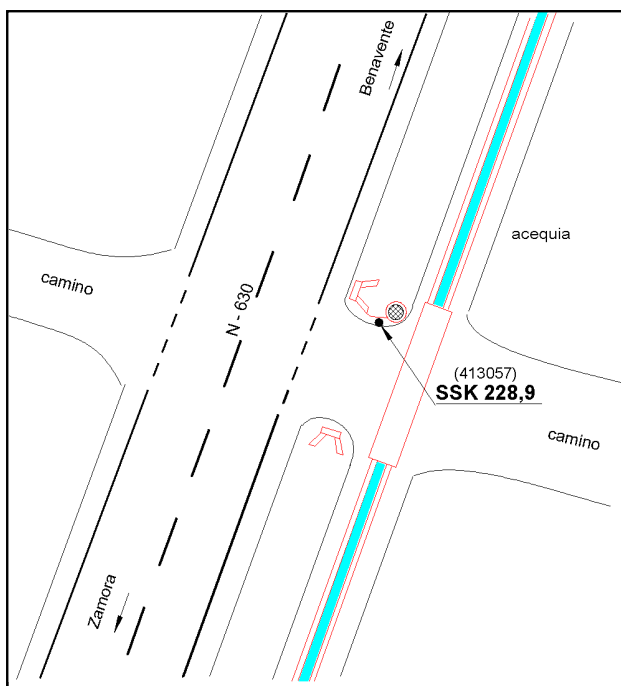 Benavente
acequia
camino
N - 630
(413057)
SSK 228,9
camino
Zamora